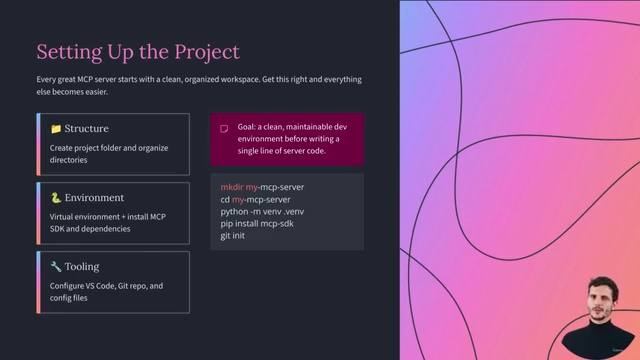 Setting Up the Project
Every great MCP server starts with a clean, organized workspace. Get this right and everything
else becomes easier.
Structure
Create project folder and organize
directories
Environment
Virtual environment + install MCP
SDK and dependencies
Tooling
Configure VS Code, Git repo, and
config files
Goal: a clean, maintainable dev
environment before writing a
single line of server code.
mkdir my-mcp-server
cd my-mcp-server
python -m venv .venv
pip install mcp-sdk
git init